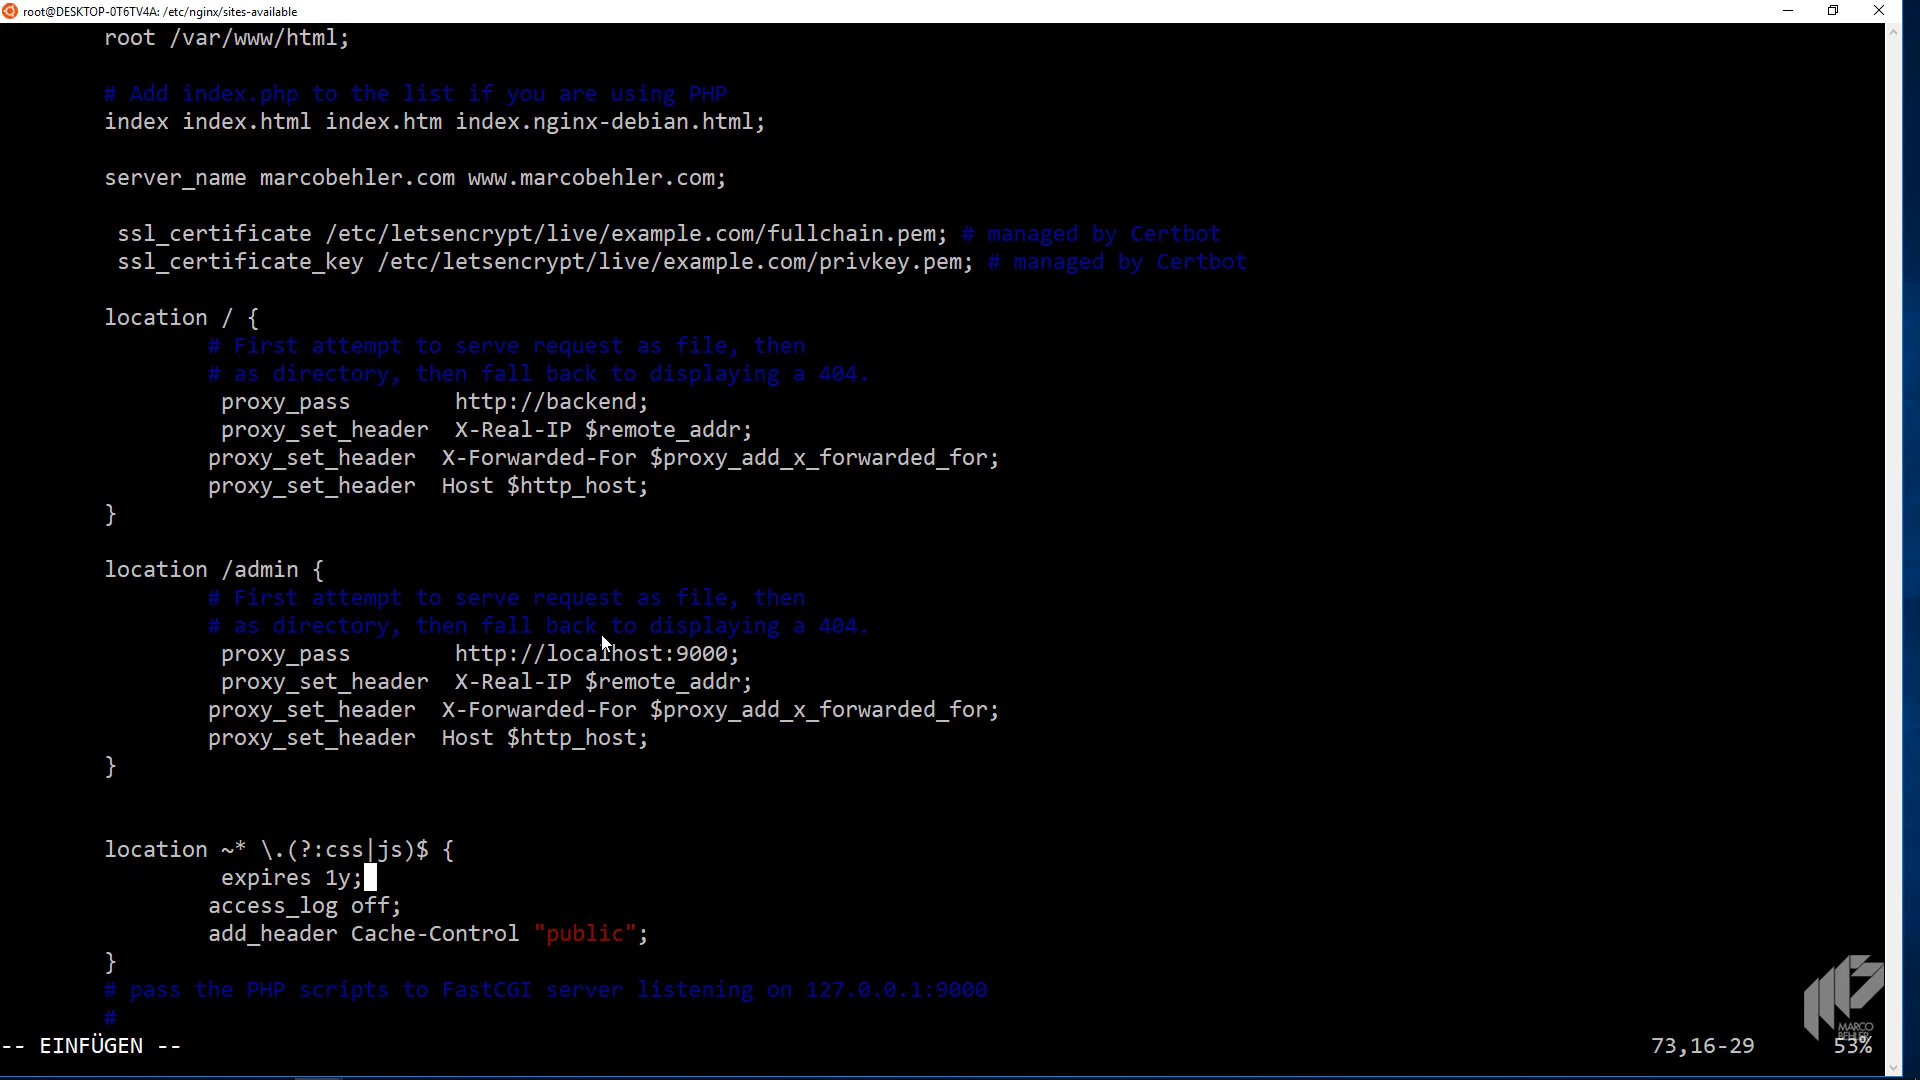 root@DESKTOP-0T6TV4A: /etc/nginx/sites-available
root /var/www/html;
# Add index.php to the list if you are using PHP
index index.html index.htm index.nginx-debian.html;
server_name marcobehler.com www.marcobehler.com;
ssl_certificate /etc/letsencrypt/live/example.com/fullchain.pem; # managed by Certbot
ssl_certificate_key /etc/letsencrypt/live/example.com/privkey.pem; # managed by Certbot
location / {
# First attempt to serve request as file, then
# as directory, then fall back to displaying a 404.
proxy_pass http://backend;
proxy_set_header X-Real-IP $remote_addr;
proxy_set_header X-Forwarded-For $proxy_add_x_forwarded_for;
proxy_set_header Host $http_host;
}
location /admin {
# First attempt to serve request as file, then
# as directory, then fall back to displaying a 404.
proxy_pass http://localhost:9000;
proxy_set_header X-Real-IP $remote_addr;
proxy_set_header X-Forwarded-For $proxy_add_x_forwarded_for;
proxy_set_header Host $http_host;
}
location ~* \.(?:css|js)$ {
expires 1y;
access_log off;
add_header Cache-Control "public";
}
# pass the PHP scripts to FastCGI server listening on 127.0.0.1:9000
#
MARCO
BEHLER
-- EINFÜGEN -- 73,16-29 53%